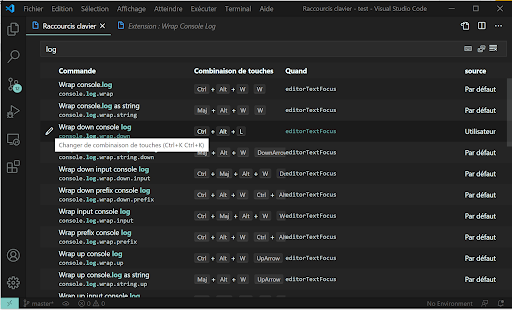 Fichier Edition Sélection Affichage Atteindre Exécuter Terminal Aide Raccourcis clavier - test - Visual Studio Code
Raccourcis clavier Extension : Wrap Console Log
log
Commande Combinaison de touches Quand source
Wrap console.log Ctrl + Alt + W W editorTextFocus Par défaut
console.log.wrap
Wrap console.log as string Maj + Alt + W W editorTextFocus Par défaut
console.log.wrap.string
Wrap down console log Ctrl + Alt + L editorTextFocus Utilisateur
console.log.wrap.down
Changer de combinaison de touches (Ctrl+K Ctrl+K)
Maj + Alt + W DownArrow editorTextFocus Par défaut
console.log.wrap.string.down
Wrap down input console log Ctrl + Maj + Alt + W editorTextFocus Par défaut
console.log.wrap.down.input
Wrap down prefix console log Ctrl + Alt + W Ctrl + editorTextFocus Par défaut
console.log.wrap.down.prefix
Wrap input console log Ctrl + Maj + Alt + W editorTextFocus Par défaut
console.log.wrap.input
Wrap prefix console log Ctrl + Alt + W Ctrl + editorTextFocus Par défaut
console.log.wrap.prefix
Wrap up console log Ctrl + Alt + W UpArrow editorTextFocus Par défaut
console.log.wrap.up
Wrap up console.log as string Maj + Alt + W UpArrow editorTextFocus Par défaut
console.log.wrap.string.up
Wrap up input console log
master* 0 0 No Environment